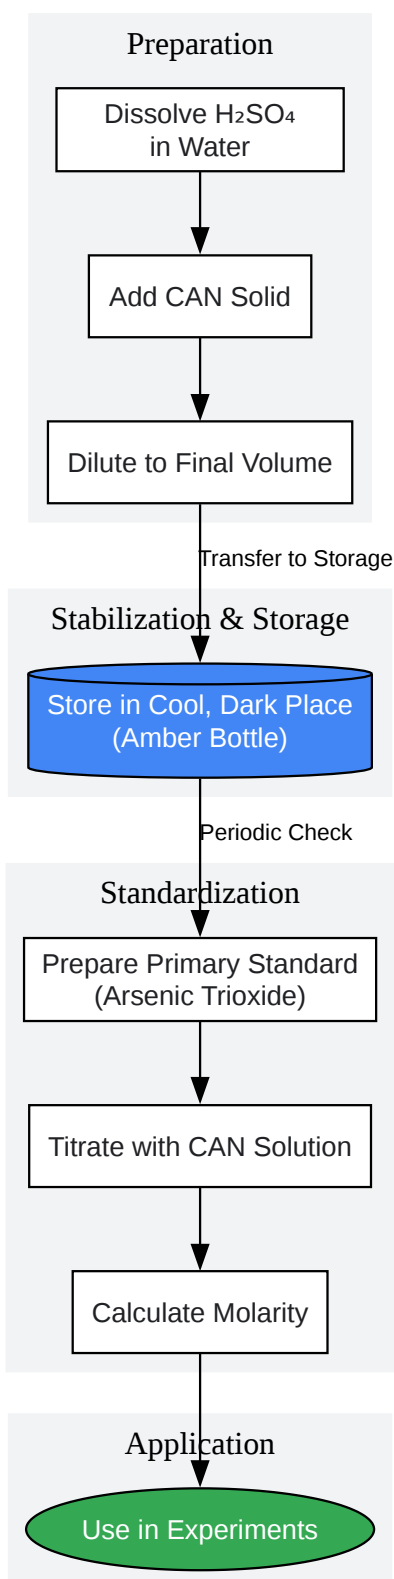 Preparation
Dissolve H₂SO₄
in Water
Add CAN Solid
Dilute to Final Volume
Transfer to Storage
Stabilization & Storage
Store in Cool, Dark Place
(Amber Bottle)
Periodic Check
Standardization
Prepare Primary Standard
(Arsenic Trioxide)
Titrate with CAN Solution
Calculate Molarity
Application
Use in Experiments